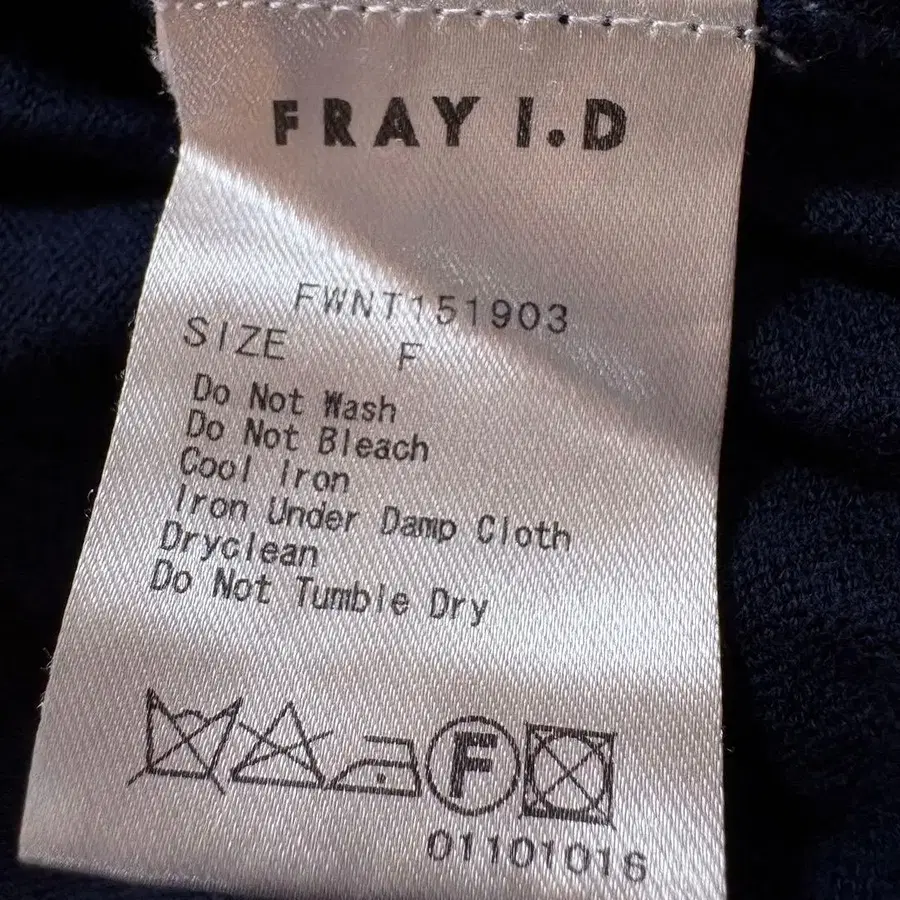 FRAY I.D
FWNT151903
SIZE F
Do Not Wash
Do Not Bleach
Cool Iron
Iron Under Damp Cloth
Dryclean
Do Not Tumble Dry
F
01101016